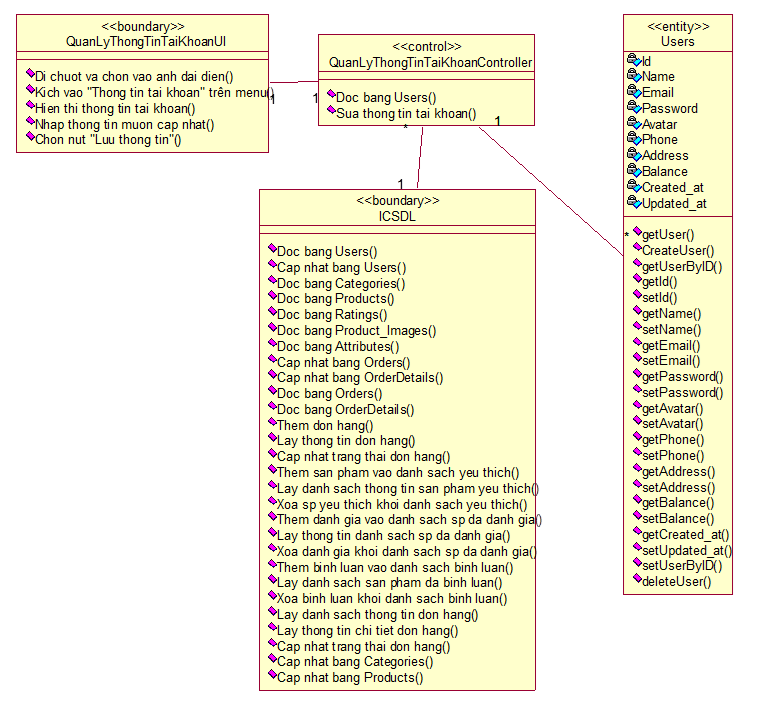 <<boundary>>
QuanLyThongTinTaiKhoanUI
Di chuot va chon vao anh dai dien()
Kich vao "Thong tin tai khoan" trên menu()
Hien thi thong tin tai khoan()
Nhap thong tin muon cap nhat()
Chon nut "Luu thong tin"()
1
1
<<control>>
QuanLyThongTinTaiKhoanController
Doc bang Users()
Sua thong tin tai khoan()
*
1
1
*
<<boundary>>
ICSDL
Doc bang Users()
Cap nhat bang Users()
Doc bang Categories()
Doc bang Products()
Doc bang Ratings()
Doc bang Product_Images()
Doc bang Attributes()
Cap nhat bang Orders()
Cap nhat bang OrderDetails()
Doc bang Orders()
Doc bang OrderDetails()
Them don hang()
Lay thong tin don hang()
Cap nhat trang thai don hang()
Them san pham vao danh sach yeu thich()
Lay danh sach thong tin san pham yeu thich()
Xoa sp yeu thich khoi danh sach yeu thich()
Them danh gia vao danh sach sp da danh gia()
Lay thong tin danh sach sp da danh gia()
Xoa danh gia khoi danh sach sp da danh gia()
Them binh luan vao danh sach binh luan()
Lay danh sach san pham da binh luan()
Xoa binh luan khoi danh sach binh luan()
Lay danh sach thong tin don hang()
Lay thong tin chi tiet don hang()
Cap nhat trang thai don hang()
Cap nhat bang Categories()
Cap nhat bang Products()
<<entity>>
Users
Id
Name
Email
Password
Avatar
Phone
Address
Balance
Created_at
Updated_at
getUser()
CreateUser()
getUserByID()
getId()
setId()
getName()
setName()
getEmail()
setEmail()
getPassword()
setPassword()
getAvatar()
setAvatar()
getPhone()
setPhone()
getAddress()
setAddress()
getBalance()
setBalance()
getCreated_at()
setUpdated_at()
setUserByID()
deleteUser()